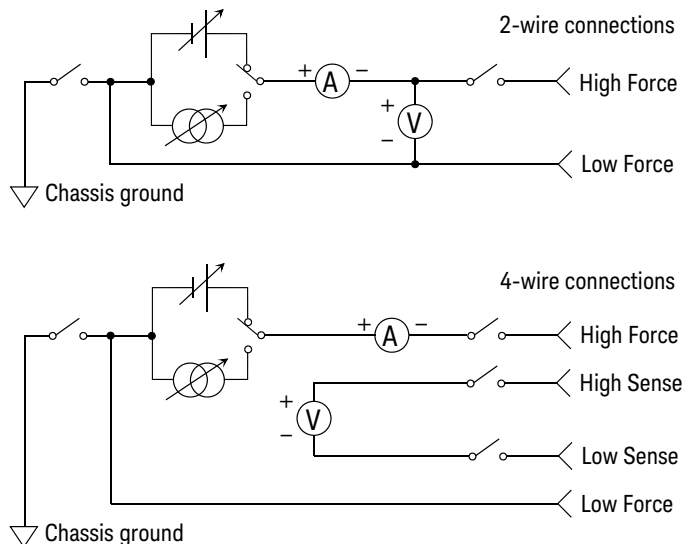 2-wire connections
+ A −
High Force
+
V
−
Low Force
Chassis ground
4-wire connections
+ A −
High Force
High Sense
+
V
−
Low Sense
Low Force
Chassis ground